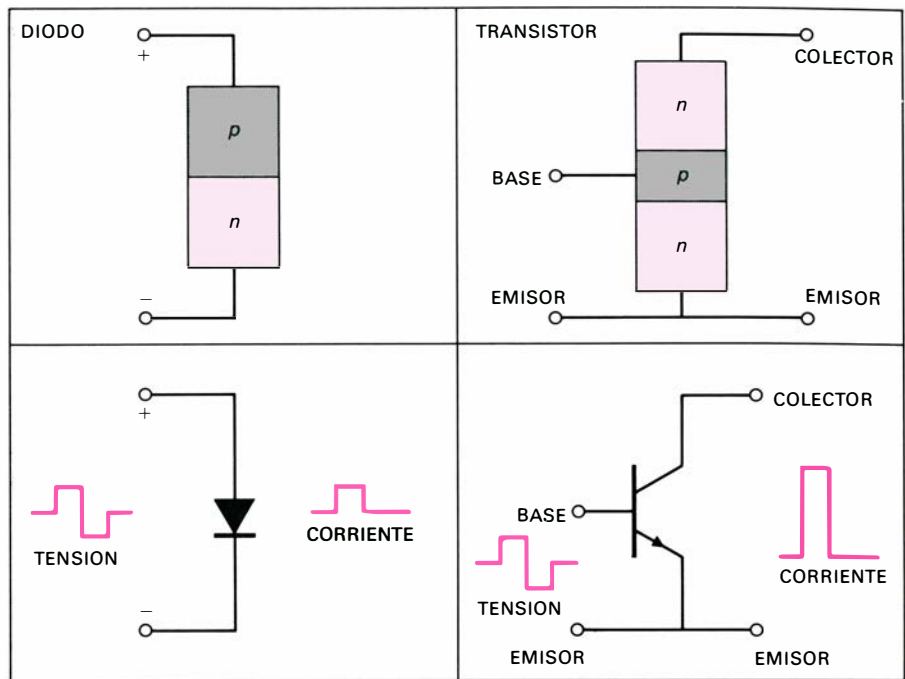 DIODO
+
p
n
−
TRANSISTOR
COLECTOR
n
BASE
p
n
EMISOR
EMISOR
+
TENSION
CORRIENTE
−
COLECTOR
BASE
TENSION
CORRIENTE
EMISOR
EMISOR